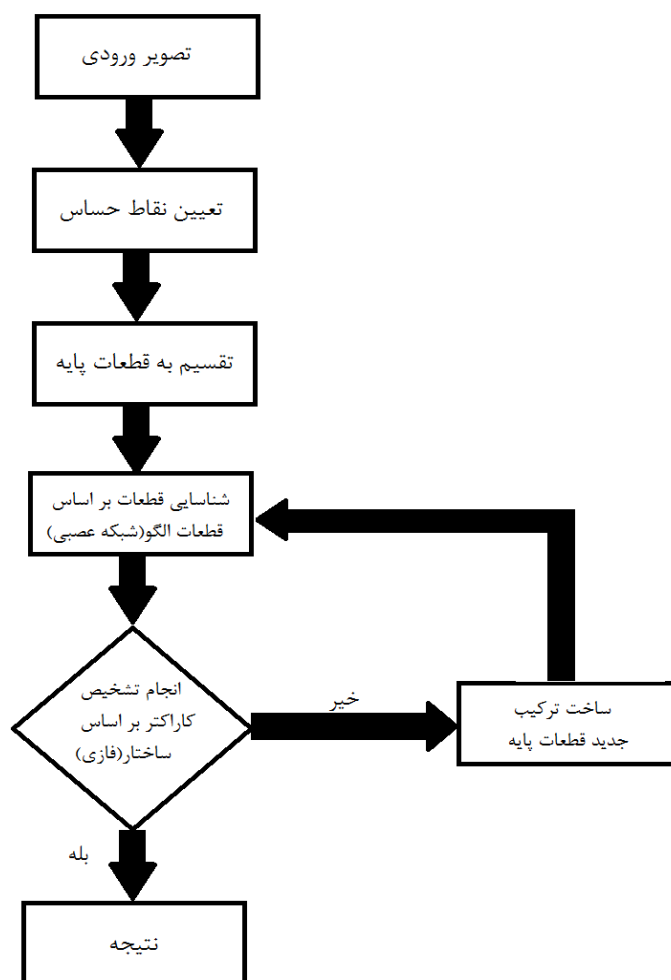 تصویر ورودی
تعیین نقاط حساس
تقسیم به قطعات پایه
شناسایی قطعات بر اساس
قطعات الگو(شبکه عصبی)
انجام تشخیص
کاراکتر بر اساس
ساختار(فازی)
خیر
ساخت ترکیب
جدید قطعات پایه
بله
نتیجه